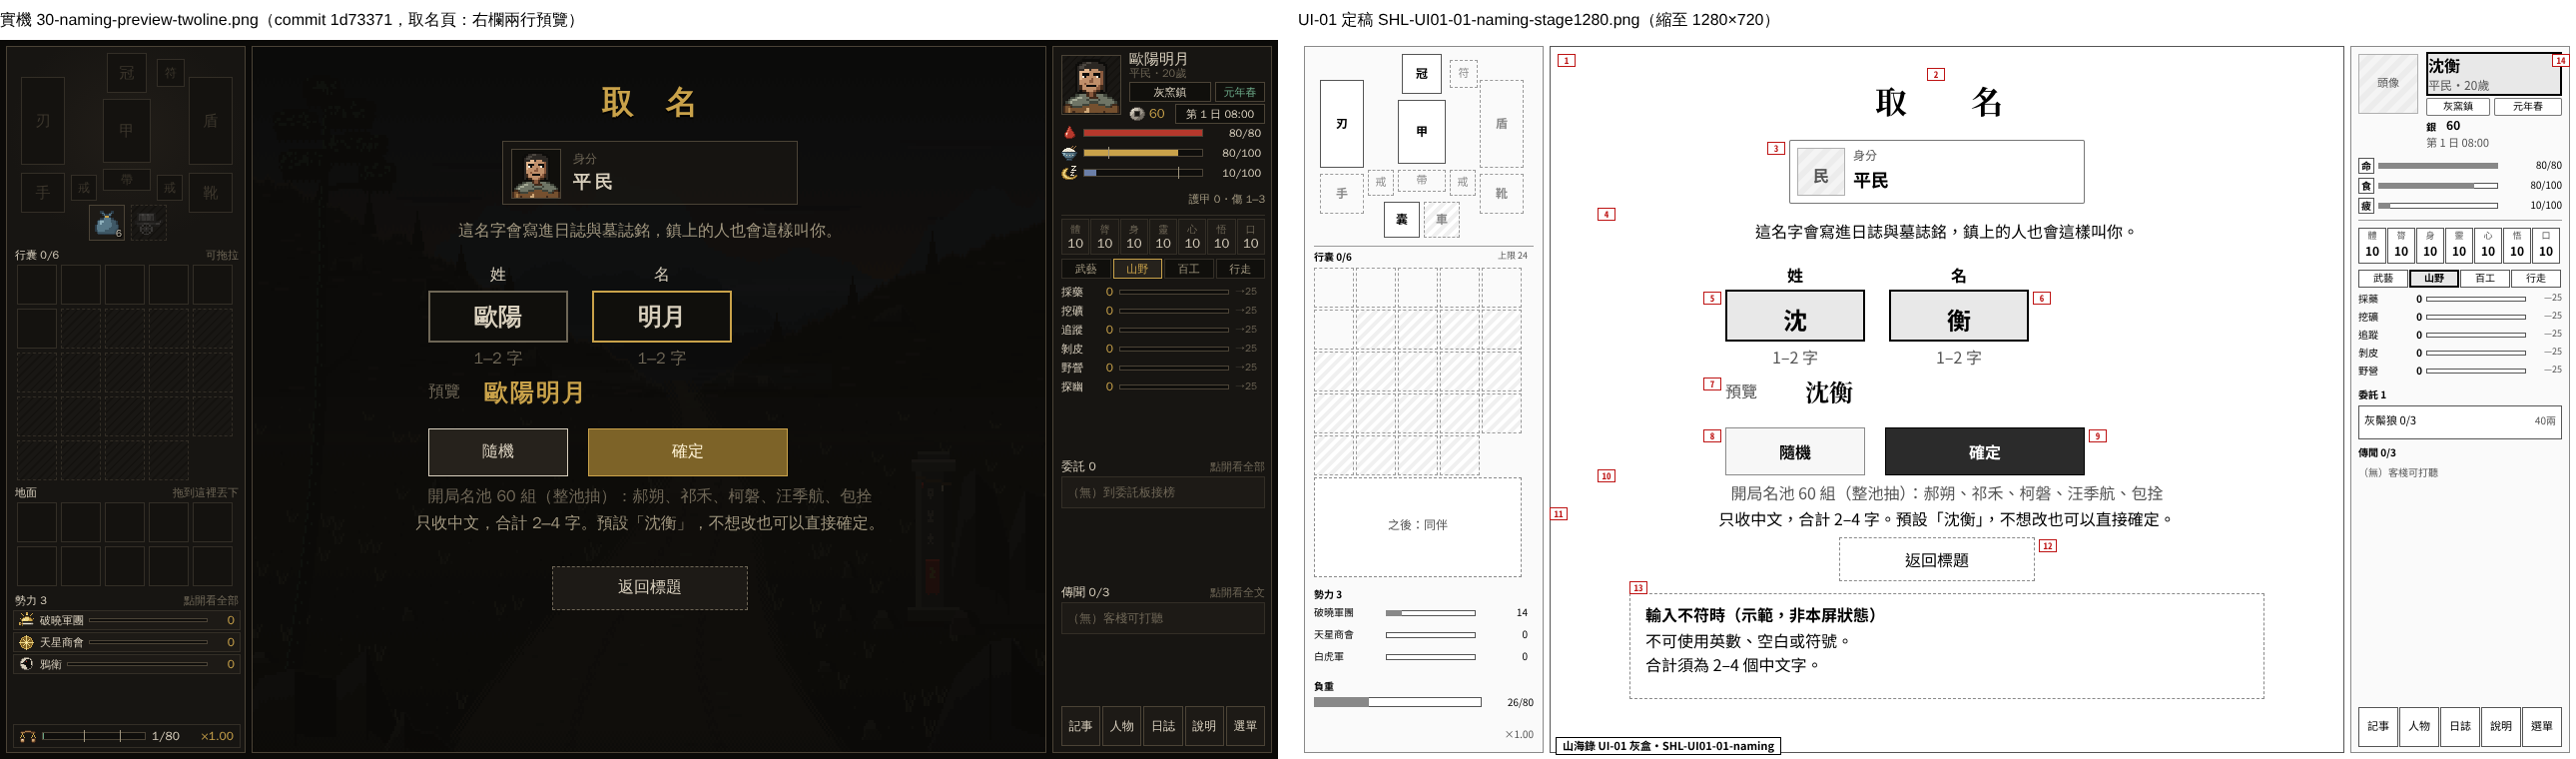 實機 30-naming-preview-twoline.png（commit 1d73371，取名頁：右欄兩行預覽）
冠
符
刃
甲
盾
手
戒
帶
戒
靴
6
行囊 0/6
可拖拉
地面
拖到這裡丟下
勢力 3
點開看全部
破曉軍團
0
天星商會
0
鴉衛
0
1/80
×1.00
取 名
身分
平民
這名字會寫進日誌與墓誌銘，鎮上的人也會這樣叫你。
姓
名
歐陽
明月
1–2 字
1–2 字
預覽
歐陽明月
隨機
確定
開局名池 60 組（整池抽）：郝朔、祁禾、柯磐、汪季航、包拴
只收中文，合計 2–4 字。預設「沈衡」，不想改也可以直接確定。
返回標題
歐陽明月
平民・20歲
灰窯鎮
元年春
60
第 1 日 08:00
80/80
80/100
10/100
護甲 0・傷 1–3
體 膂 身 靈 心 悟 口
10 10 10 10 10 10 10
武藝
山野
百工
行走
採藥 0 →25
挖礦 0 →25
追蹤 0 →25
剝皮 0 →25
野營 0 →25
探幽 0 →25
委託 0
點開看全部
（無）到委託板接榜
傳聞 0/3
點開看全文
（無）客棧可打聽
記事
人物
日誌
說明
選單
UI-01 定稿 SHL-UI01-01-naming-stage1280.png（縮至 1280×720）
冠
符
刃
甲
盾
手
戒
帶
戒
靴
囊
車
行囊 0/6
上限 24
之後：同伴
勢力 3
破曉軍團
14
天星商會
0
白虎軍
0
負重
26/80
×1.00
1
2
取 名
3
民
身分
平民
4
這名字會寫進日誌與墓誌銘，鎮上的人也會這樣叫你。
姓
名
5
沈
衡
6
1–2 字
1–2 字
7
預覽
沈衡
8
隨機
確定
9
10
開局名池 60 組（整池抽）：郝朔、祁禾、柯磐、汪季航、包拴
11
只收中文，合計 2–4 字。預設「沈衡」，不想改也可以直接確定。
返回標題
12
13
輸入不符時（示範，非本屏狀態）
不可使用英數、空白或符號。
合計須為 2–4 個中文字。
山海錄 UI-01 灰盒・SHL-UI01-01-naming
頭像
沈衡
14
平民・20歲
灰窯鎮
元年春
銀 60
第 1 日 08:00
命 80/80
食 80/100
疲 10/100
體 膂 身 靈 心 悟 口
10 10 10 10 10 10 10
武藝
山野
百工
行走
採藥 0 —25
挖礦 0 —25
追蹤 0 —25
剝皮 0 —25
野營 0 —25
委託 1
灰鬃狼 0/3
40兩
傳聞 0/3
（無）客棧可打聽
記事
人物
日誌
說明
選單